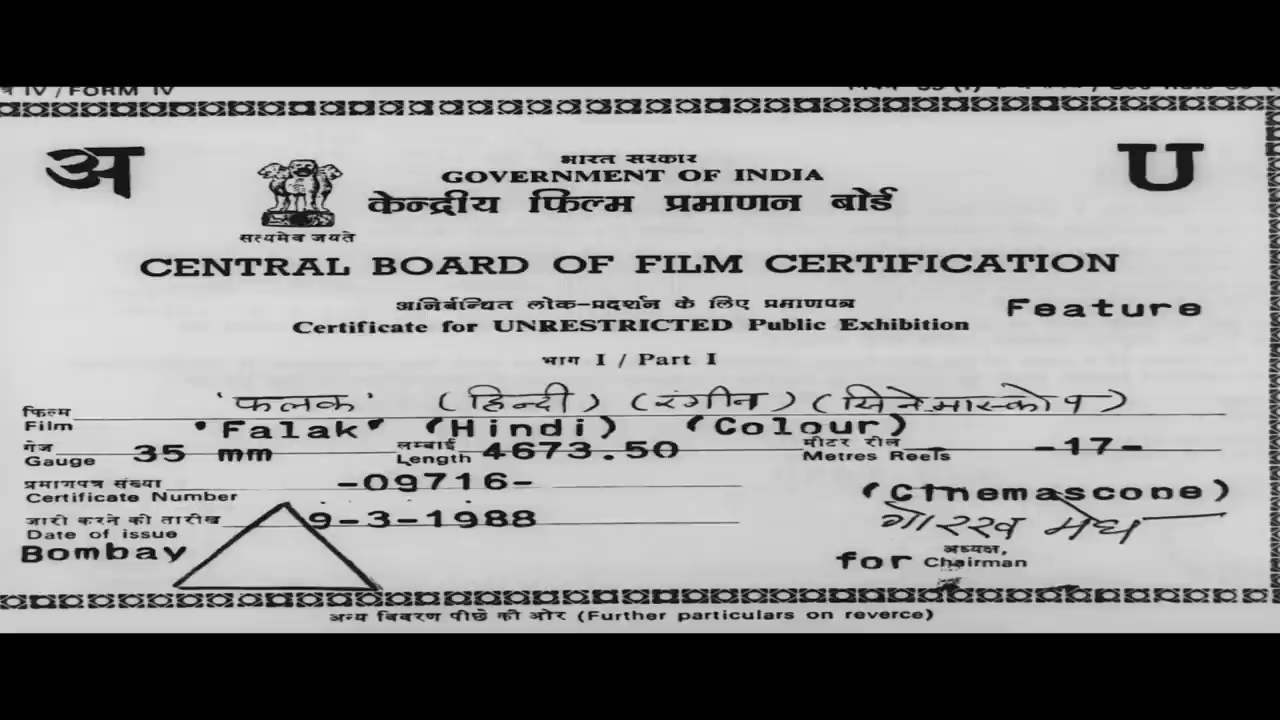 IV / FORM IV
अ
U
भारत सरकार
GOVERNMENT OF INDIA
केन्द्रीय फिल्म प्रमाणन बोर्ड
सत्यमेव जयते
CENTRAL BOARD OF FILM CERTIFICATION
अनिर्बन्धित लोक-प्रदर्शन के लिए प्रमाणपत्र
Certificate for UNRESTRICTED Public Exhibition
Feature
भाग I / Part I
फिल्म 'फलक' (हिन्दी) (रंगीन) (सिनेमास्कोप)
Film "Falak" (Hindi) (Colour)
गेज लम्बाई मीटर रील
Gauge 35 mm Length 4673.50 Metres Reels -17-
प्रमाणपत्र संख्या
Certificate Number -09716-
(Cinemascope)
जारी करने की तारीख 9-3-1988
Date of issue
Bombay
अध्यक्ष,
for Chairman
अन्य विवरण पीछे की ओर (Further particulars on reverce)